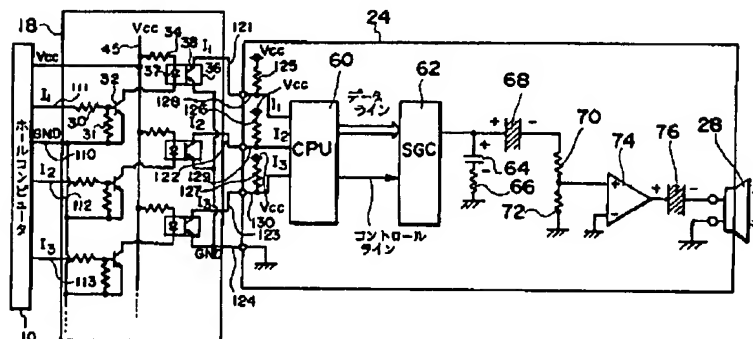 18
Vcc
45
34
38
I1
121
24
Vcc
Vcc
60
62
68
I1
111
32
37
36
125
128
126
Vcc
I1
データ
ライン
70
28
30
31
GND
110
I2
I2
CPU
SGC
74
76
ホールコンピュータ
I2
112
122
129
127
I3
64
66
72
I3
130
Vcc
123
コントロール
ライン
I3
113
GND
124
10